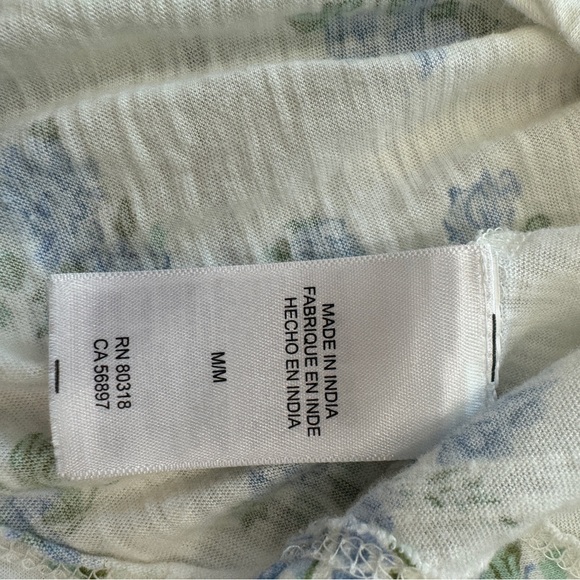 MADE IN INDIA
FABRIQUE EN INDE
HECHO EN INDIA
M/M
RN 80318
CA 56897